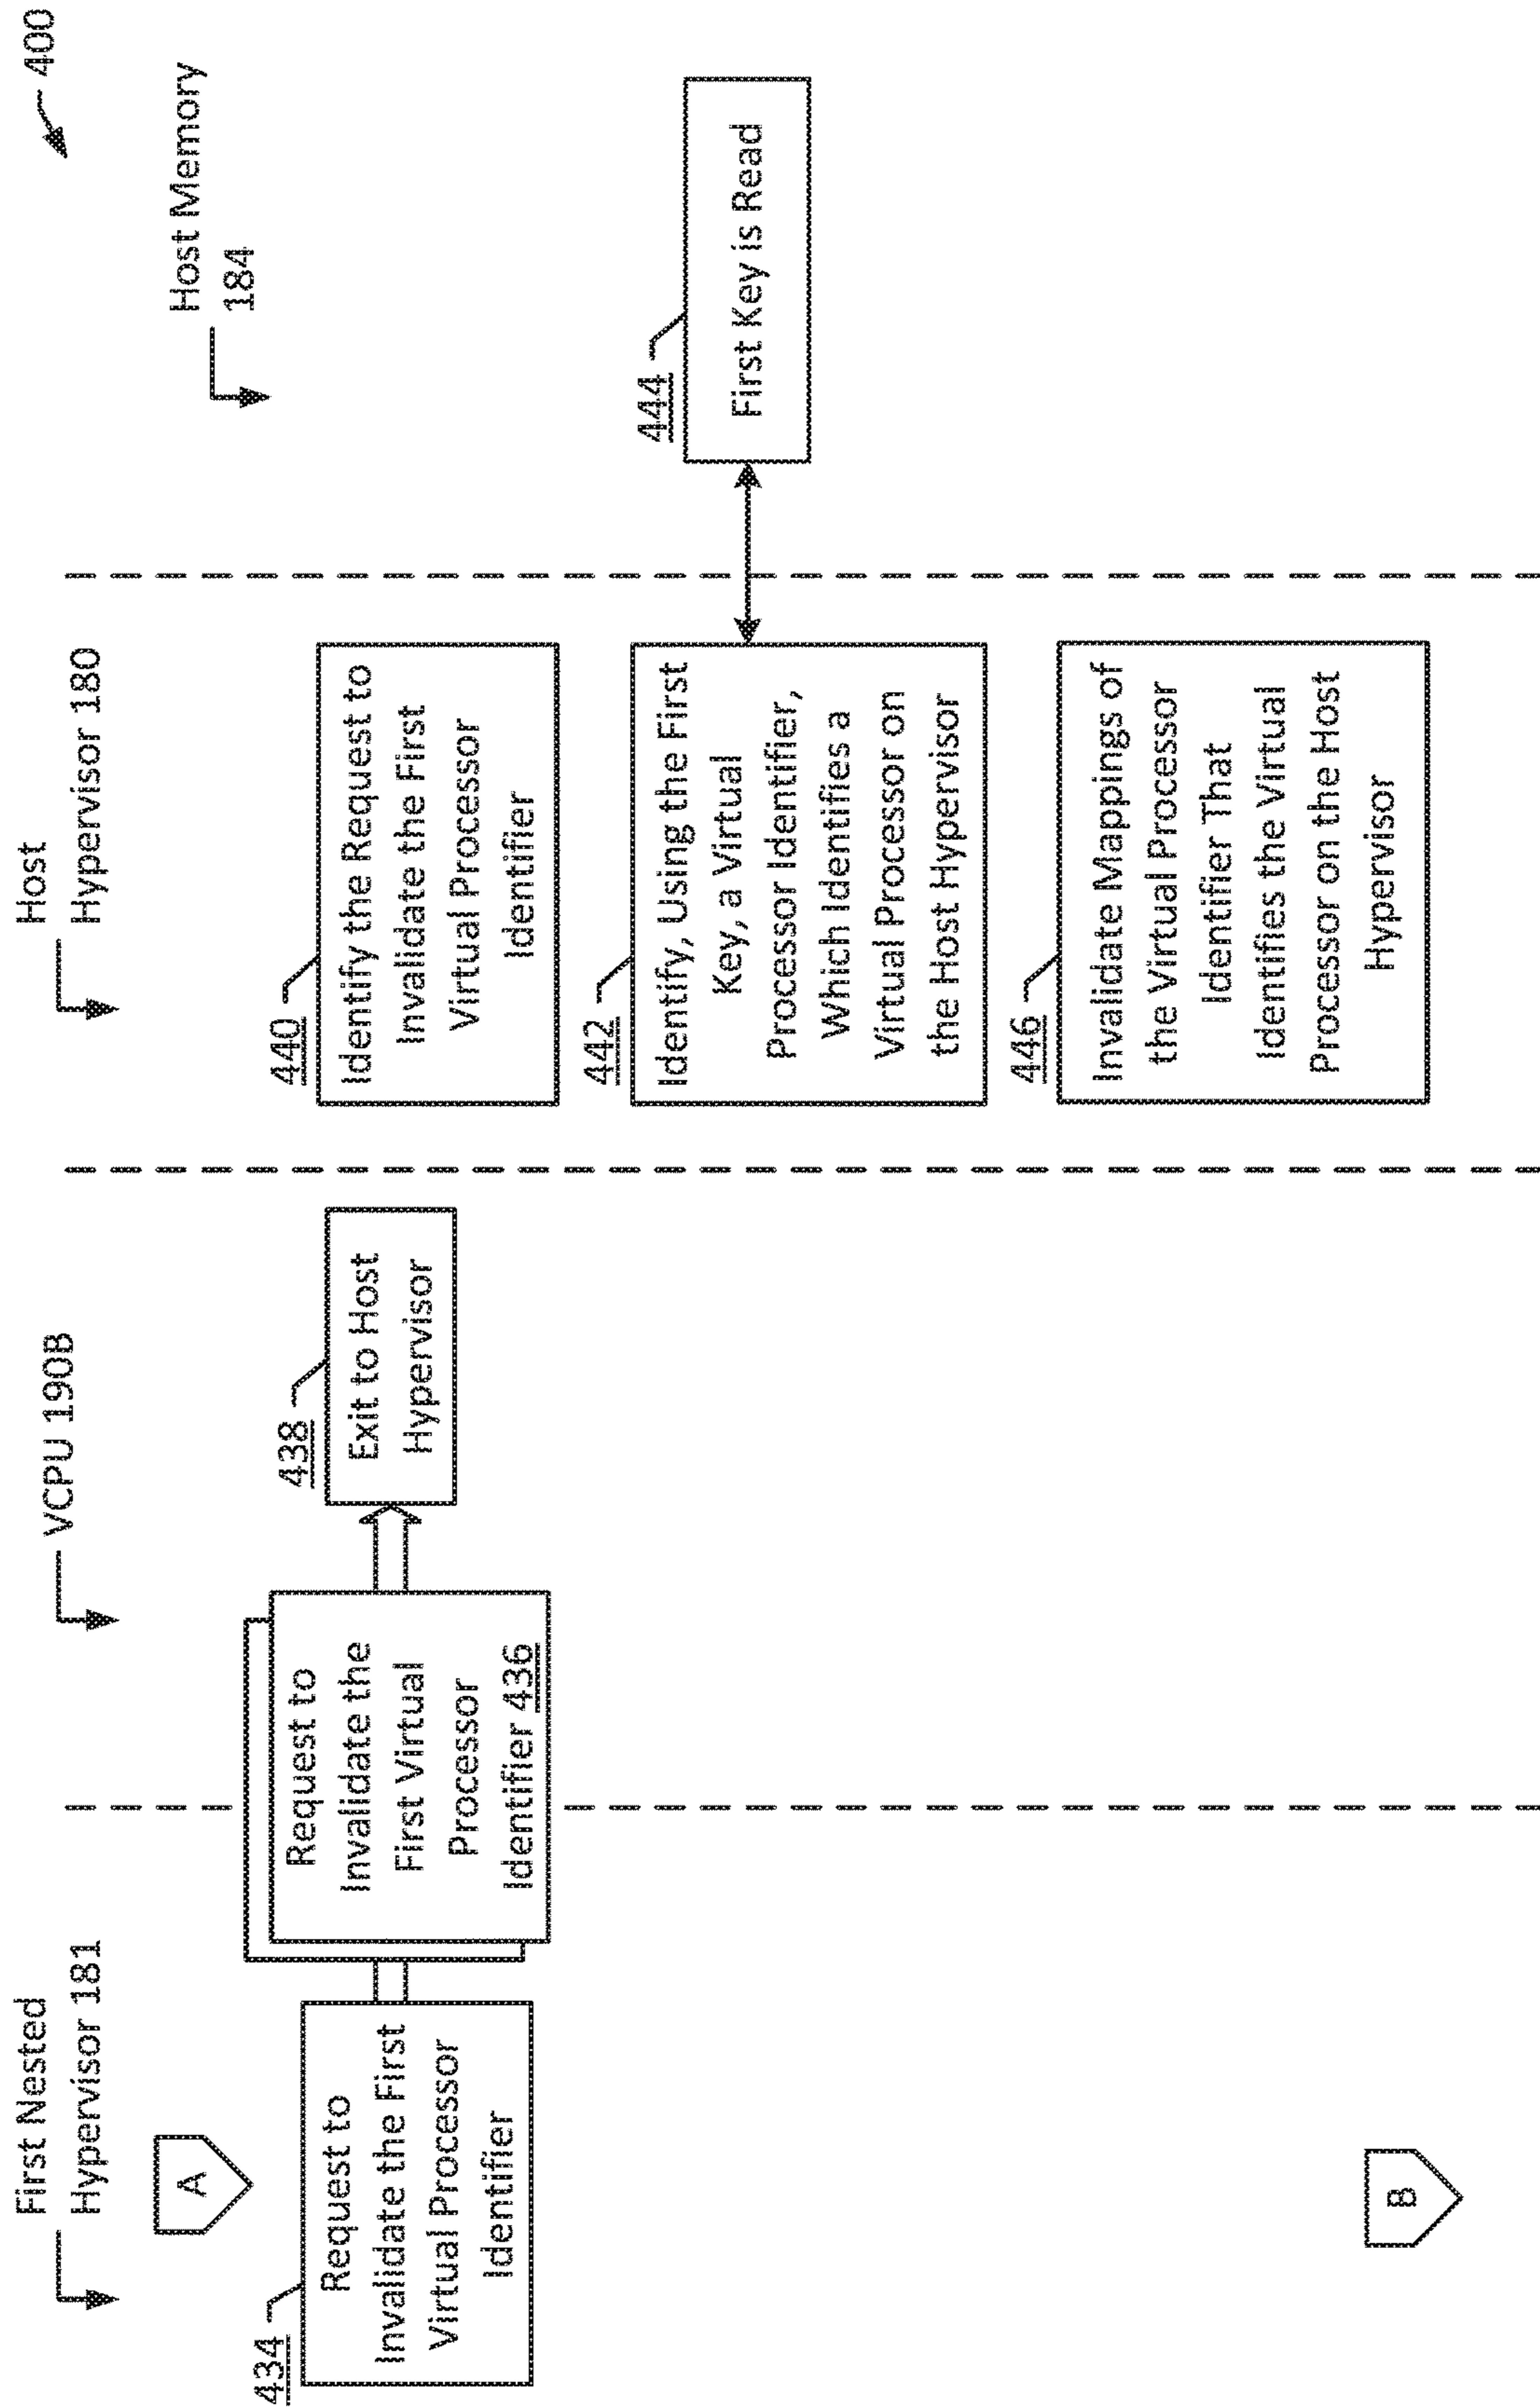 400
First Nested
Hypervisor 181
VCPU 190B
Host
Hypervisor 180
Host Memory
184
A
434
Request to
Invalidate the First
Virtual Processor
Identifier
Request to
Invalidate the
First Virtual
Processor
Identifier 436
438
Exit to Host
Hypervisor
440
Identify the Request to
Invalidate the First
Virtual Processor
Identifier
442
Identify, Using the First
Key, a Virtual
Processor Identifier,
Which Identifies a
Virtual Processor on
the Host Hypervisor
444
First Key is Read
446
Invalidate Mappings of
the Virtual Processor
Identifier That
Identifies the Virtual
Processor on the Host
Hypervisor
B